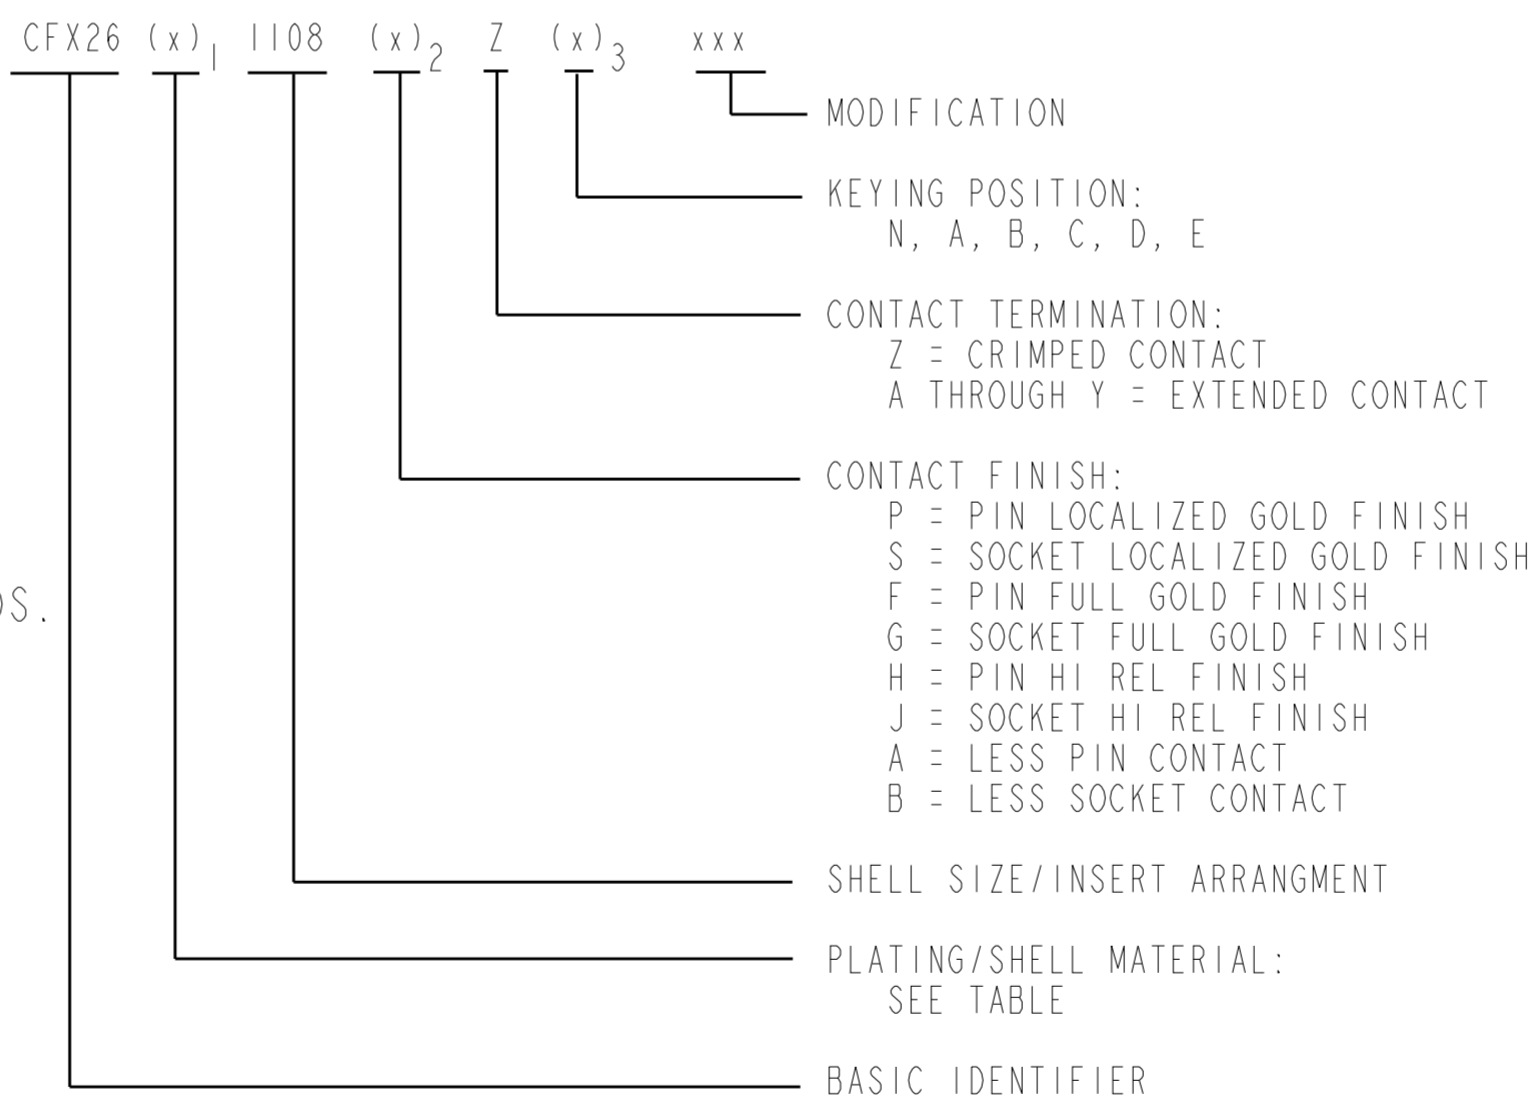 CFX26 (x)1 1108 (x)2 Z (x)3 xxx
MODIFICATION
KEYING POSITION:
N, A, B, C, D, E
CONTACT TERMINATION:
Z = CRIMPED CONTACT
A THROUGH Y = EXTENDED CONTACT
CONTACT FINISH:
P = PIN LOCALIZED GOLD FINISH
S = SOCKET LOCALIZED GOLD FINISH
F = PIN FULL GOLD FINISH
G = SOCKET FULL GOLD FINISH
H = PIN HI REL FINISH
J = SOCKET HI REL FINISH
A = LESS PIN CONTACT
B = LESS SOCKET CONTACT
SHELL SIZE/INSERT ARRANGMENT
PLATING/SHELL MATERIAL:
SEE TABLE
BASIC IDENTIFIER